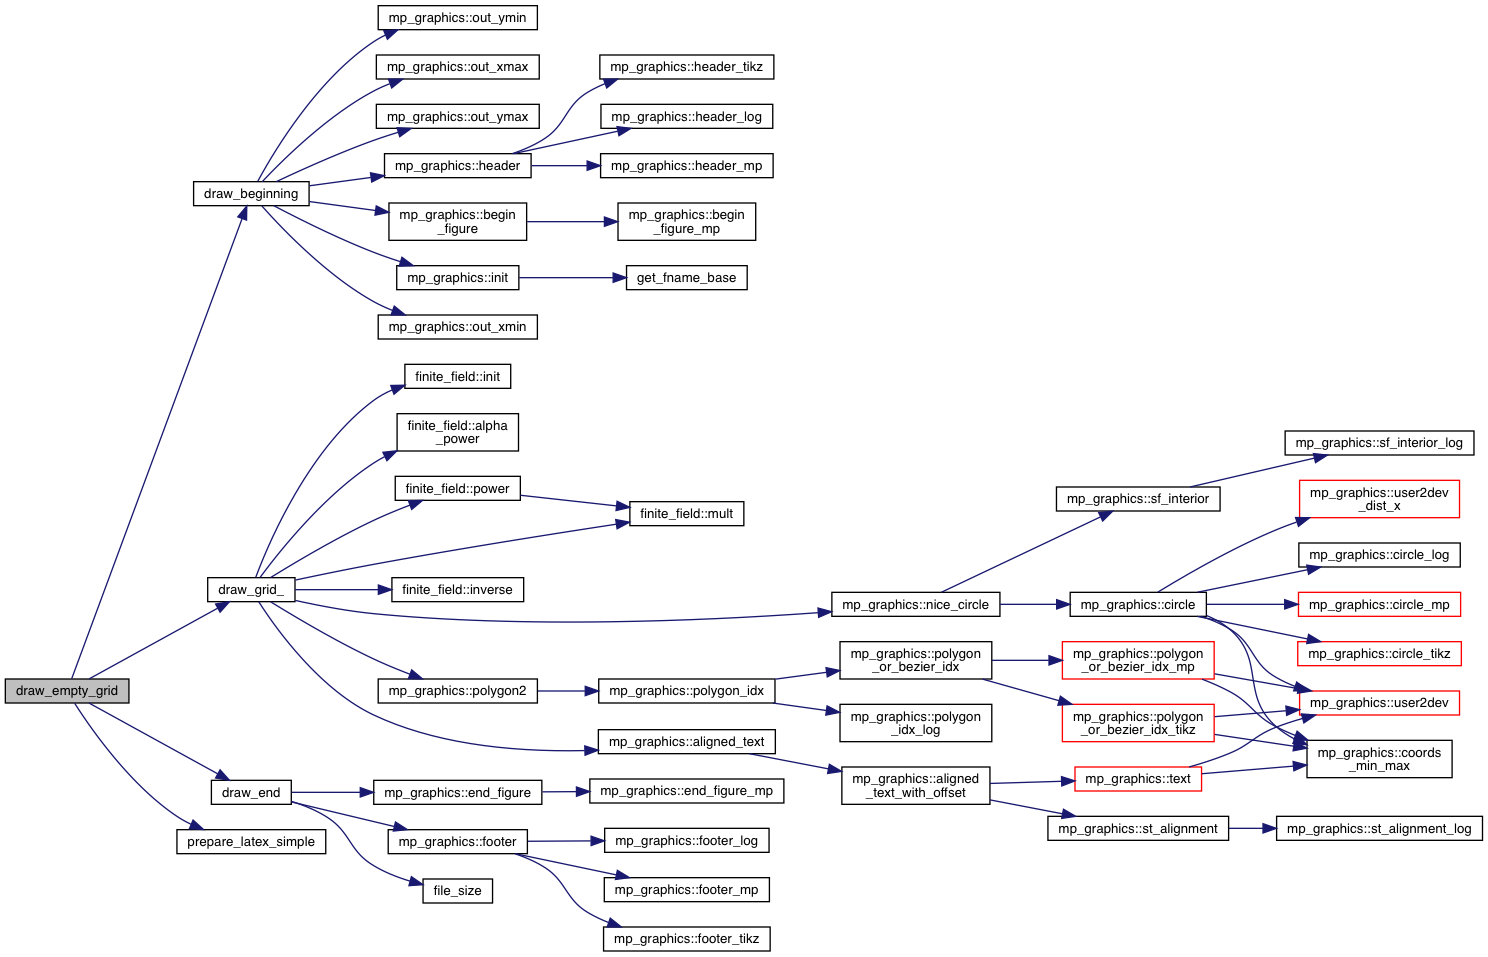 draw_empty_grid
draw_beginning
mp_graphics::out_ymin
mp_graphics::out_xmax
mp_graphics::out_ymax
mp_graphics::header
mp_graphics::header_tikz
mp_graphics::header_log
mp_graphics::header_mp
mp_graphics::begin
_figure
mp_graphics::begin
_figure_mp
mp_graphics::init
get_fname_base
mp_graphics::out_xmin
draw_grid_
finite_field::init
finite_field::alpha
_power
finite_field::power
finite_field::mult
finite_field::inverse
mp_graphics::nice_circle
mp_graphics::sf_interior
mp_graphics::sf_interior_log
mp_graphics::circle
mp_graphics::user2dev
_dist_x
mp_graphics::circle_log
mp_graphics::circle_mp
mp_graphics::circle_tikz
mp_graphics::user2dev
mp_graphics::coords
_min_max
mp_graphics::polygon2
mp_graphics::polygon_idx
mp_graphics::polygon
_or_bezier_idx
mp_graphics::polygon
_or_bezier_idx_mp
mp_graphics::polygon
_or_bezier_idx_tikz
mp_graphics::polygon
_idx_log
mp_graphics::aligned_text
mp_graphics::aligned
_text_with_offset
mp_graphics::text
mp_graphics::st_alignment
mp_graphics::st_alignment_log
draw_end
mp_graphics::end_figure
mp_graphics::end_figure_mp
mp_graphics::footer
mp_graphics::footer_log
mp_graphics::footer_mp
mp_graphics::footer_tikz
file_size
prepare_latex_simple